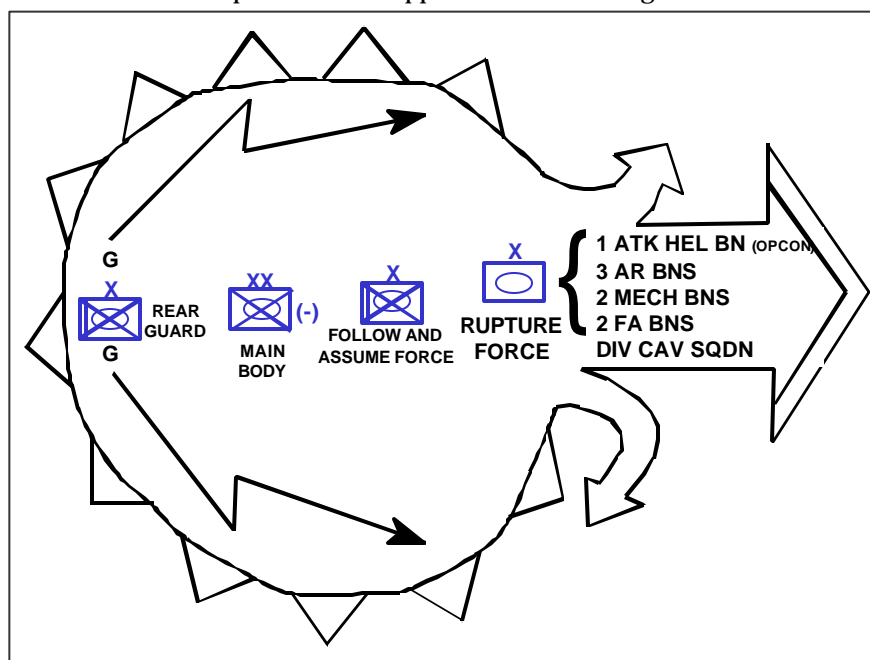 G
X
REAR
GUARD
G
XX
(-)
MAIN
BODY
X
FOLLOW AND
ASSUME FORCE
X
RUPTURE
FORCE
1 ATK HEL BN (OPCON)
3 AR BNS
2 MECH BNS
2 FA BNS
DIV CAV SQDN